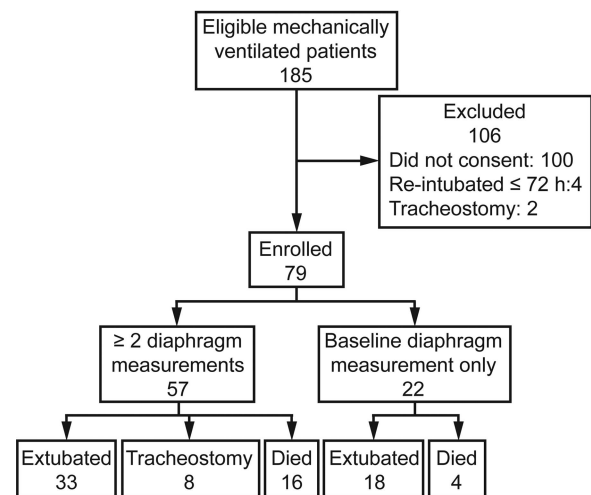 Eligible mechanically
ventilated patients
185
Excluded
106
Did not consent: 100
Re-intubated ≤ 72 h:4
Tracheostomy: 2
Enrolled
79
≥ 2 diaphragm
measurements
57
Baseline diaphragm
measurement only
22
Extubated
33
Tracheostomy
8
Died
16
Extubated
18
Died
4